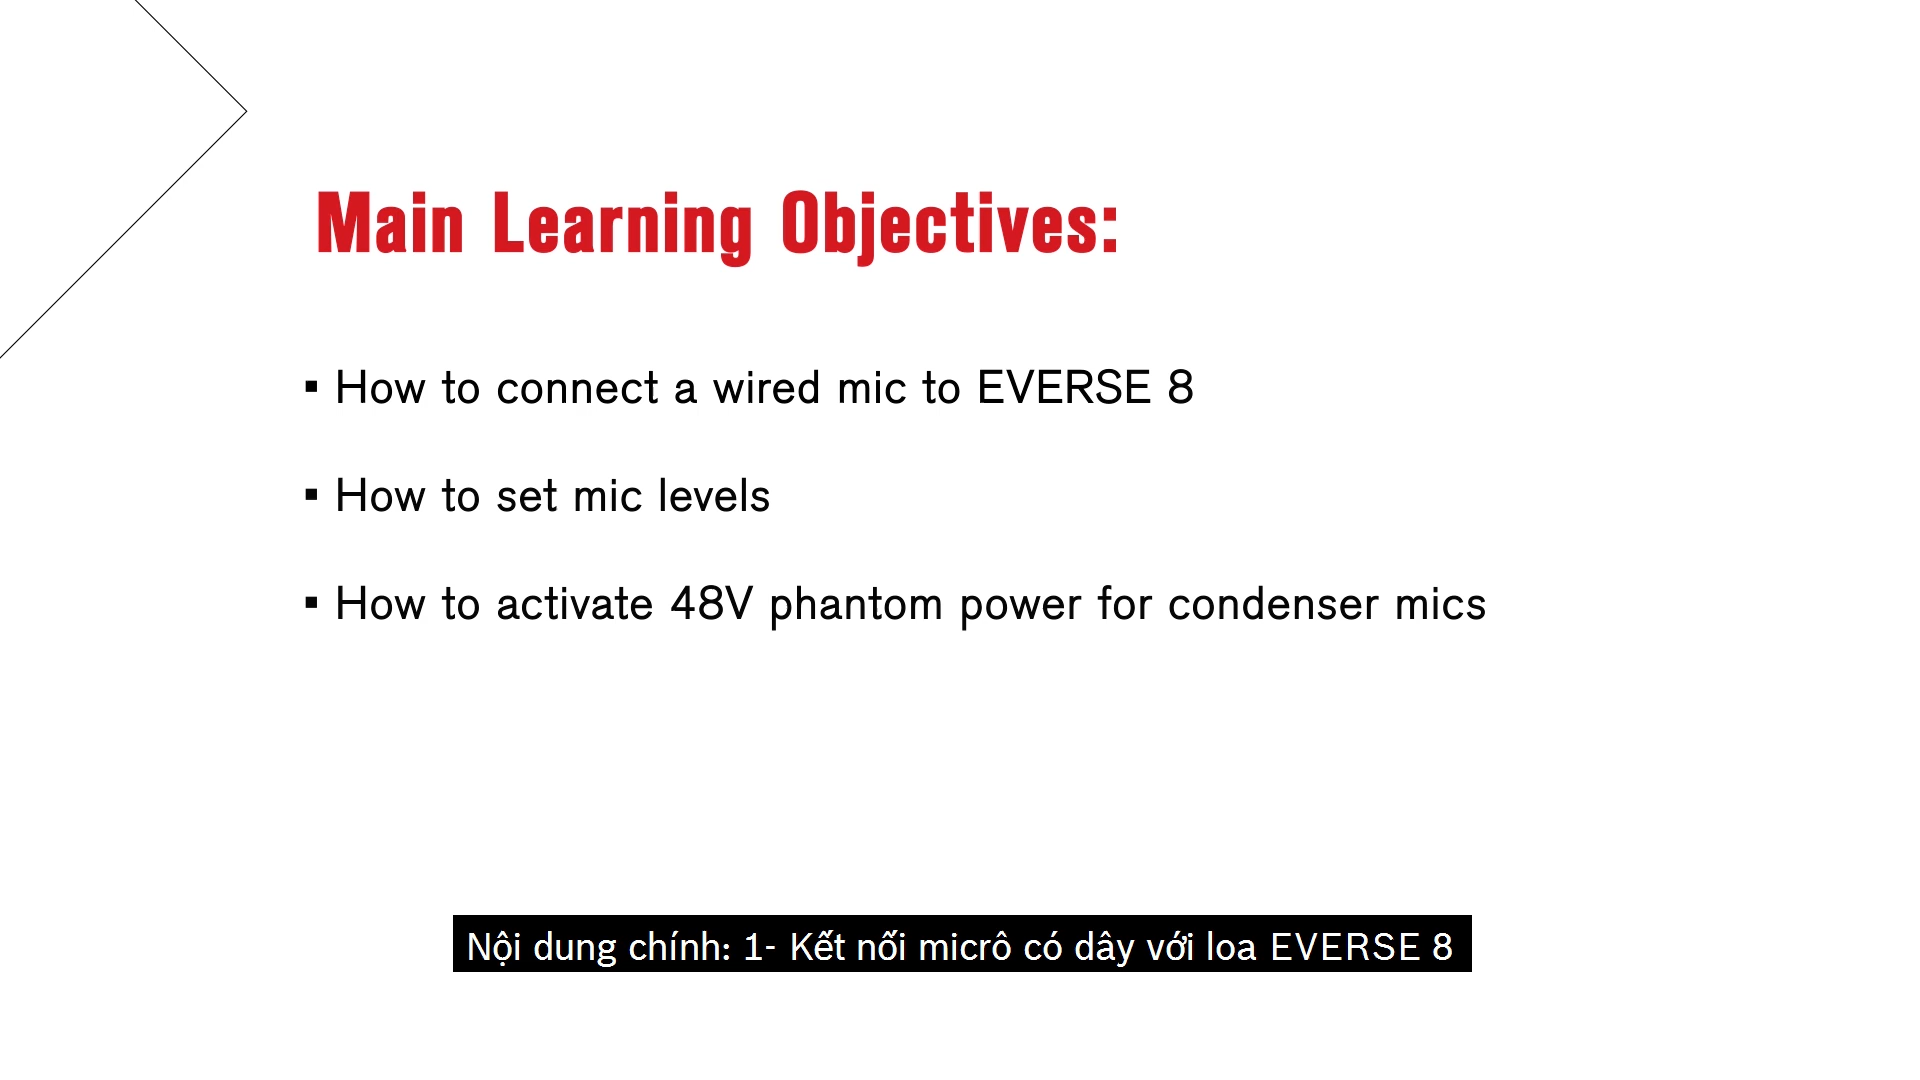 Main Learning Objectives:
▪ How to connect a wired mic to EVERSE 8
▪ How to set mic levels
▪ How to activate 48V phantom power for condenser mics
Nội dung chính: 1- Kết nối micrô có dây với loa EVERSE 8